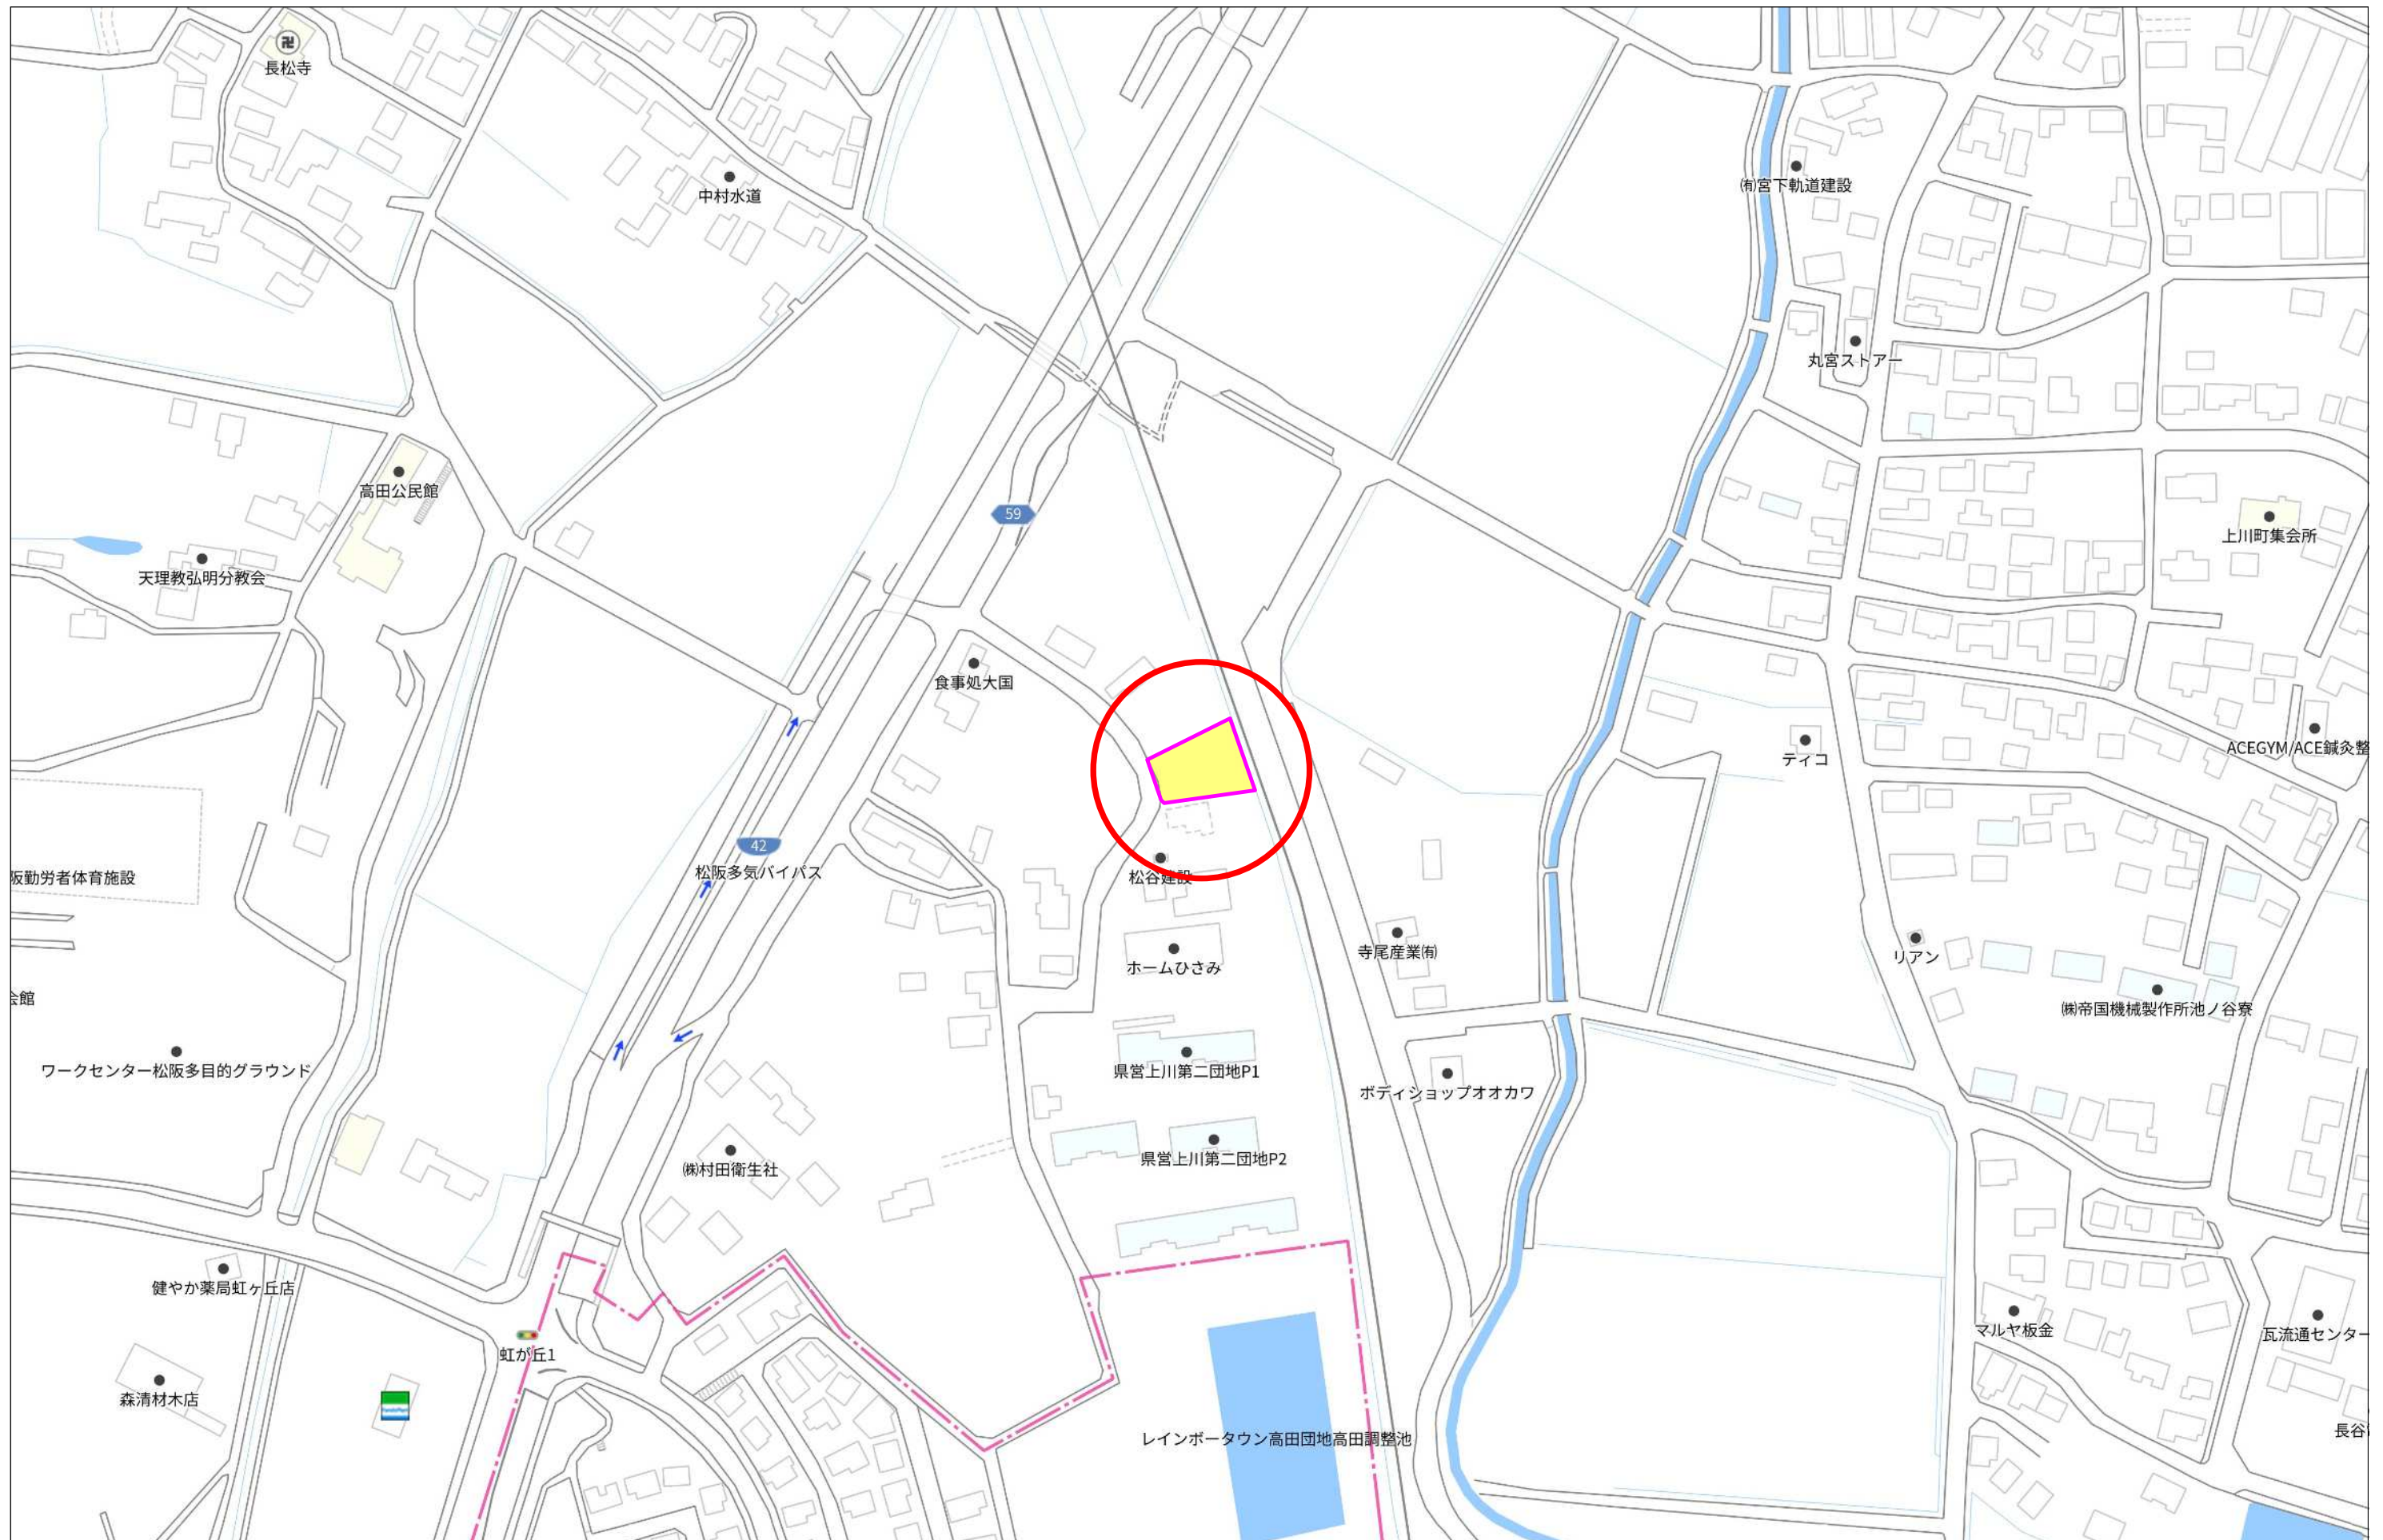 長松寺
中村水道
㈲宮下軌道建設
丸宮ストアー
高田公民館
59
上川町集会所
天理教弘明分教会
食事処大国
ティコ
ACEGYM/ACE鍼灸整
42
松阪多気バイパス
阪勤労者体育施設
松谷建設
寺尾産業㈲
リアン
ホームひさみ
会館
㈱帝国機械製作所池ノ谷寮
ワークセンター松阪多目的グラウンド
県営上川第二団地P1
ボディショップオオカワ
㈱村田衛生社
県営上川第二団地P2
健やか薬局虹ヶ丘店
虹が丘1
マルヤ板金
瓦流通センター
森清材木店
レインボータウン高田団地高田調整池
長谷